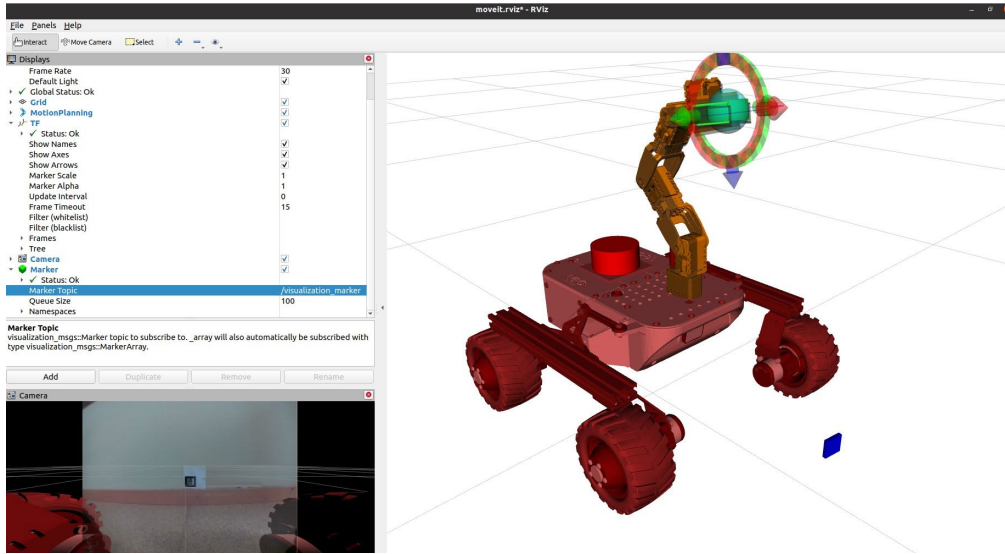 moveit.rviz* - RViz
File Panels Help
Interact Move Camera Select
Displays
Frame Rate 30
Default Light
Global Status: Ok
Grid
MotionPlanning
TF
Status: Ok
Show Names
Show Axes
Show Arrows
Marker Scale 1
Marker Alpha 1
Update Interval 0
Frame Timeout 15
Filter (whitelist)
Filter (blacklist)
Frames
Tree
Camera
Marker
Status: Ok
Marker Topic /visualization_marker
Queue Size 100
Namespaces
Marker Topic
visualization_msgs::Marker topic to subscribe to. _array will also automatically be subscribed with
type visualization_msgs::MarkerArray.
Add Duplicate Remove Rename
Camera